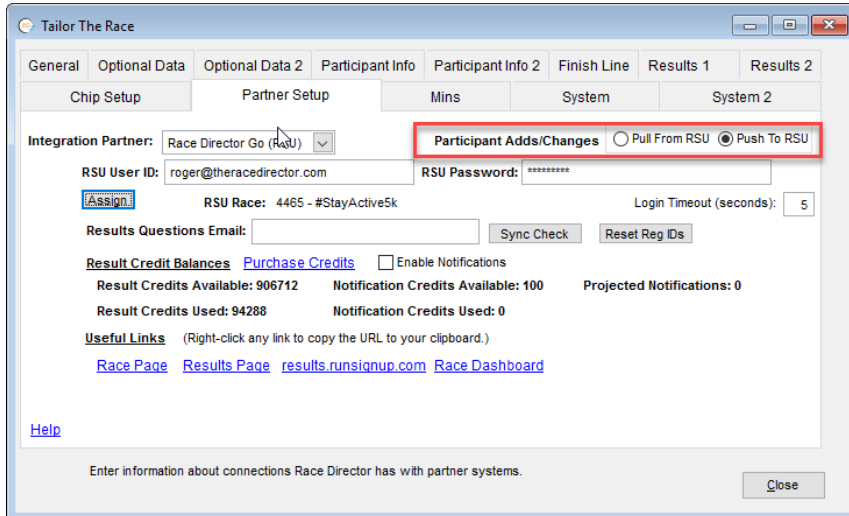 Tailor The Race
General Optional Data Optional Data 2 Participant Info Participant Info 2 Finish Line Results 1 Results 2
Chip Setup Partner Setup Mins System System 2
Integration Partner: Race Director Go (RSU) Participant Adds/Changes Pull From RSU Push To RSU
RSU User ID: roger@theracedirector.com RSU Password: *********
Assign RSU Race: 4465 - #StayActive5k Login Timeout (seconds): 5
Results Questions Email: Sync Check Reset Reg IDs
Result Credit Balances Purchase Credits Enable Notifications
Result Credits Available: 906712 Notification Credits Available: 100 Projected Notifications: 0
Result Credits Used: 94288 Notification Credits Used: 0
Useful Links (Right-click any link to copy the URL to your clipboard.)
Race Page Results Page results.runsignup.com Race Dashboard
Help
Enter information about connections Race Director has with partner systems.
Close